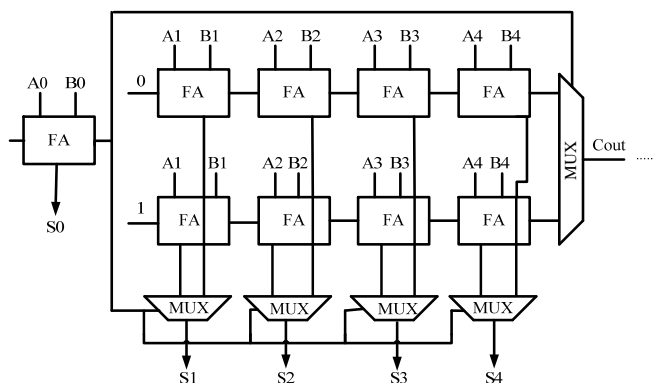 A1 B1 A2 B2 A3 B3 A4 B4
0 FA FA FA FA
A0 B0
FA
MUX
Cout .....
A1 B1 A2 B2 A3 B3 A4 B4
1 FA FA FA FA
S0
MUX MUX MUX MUX
S1 S2 S3 S4